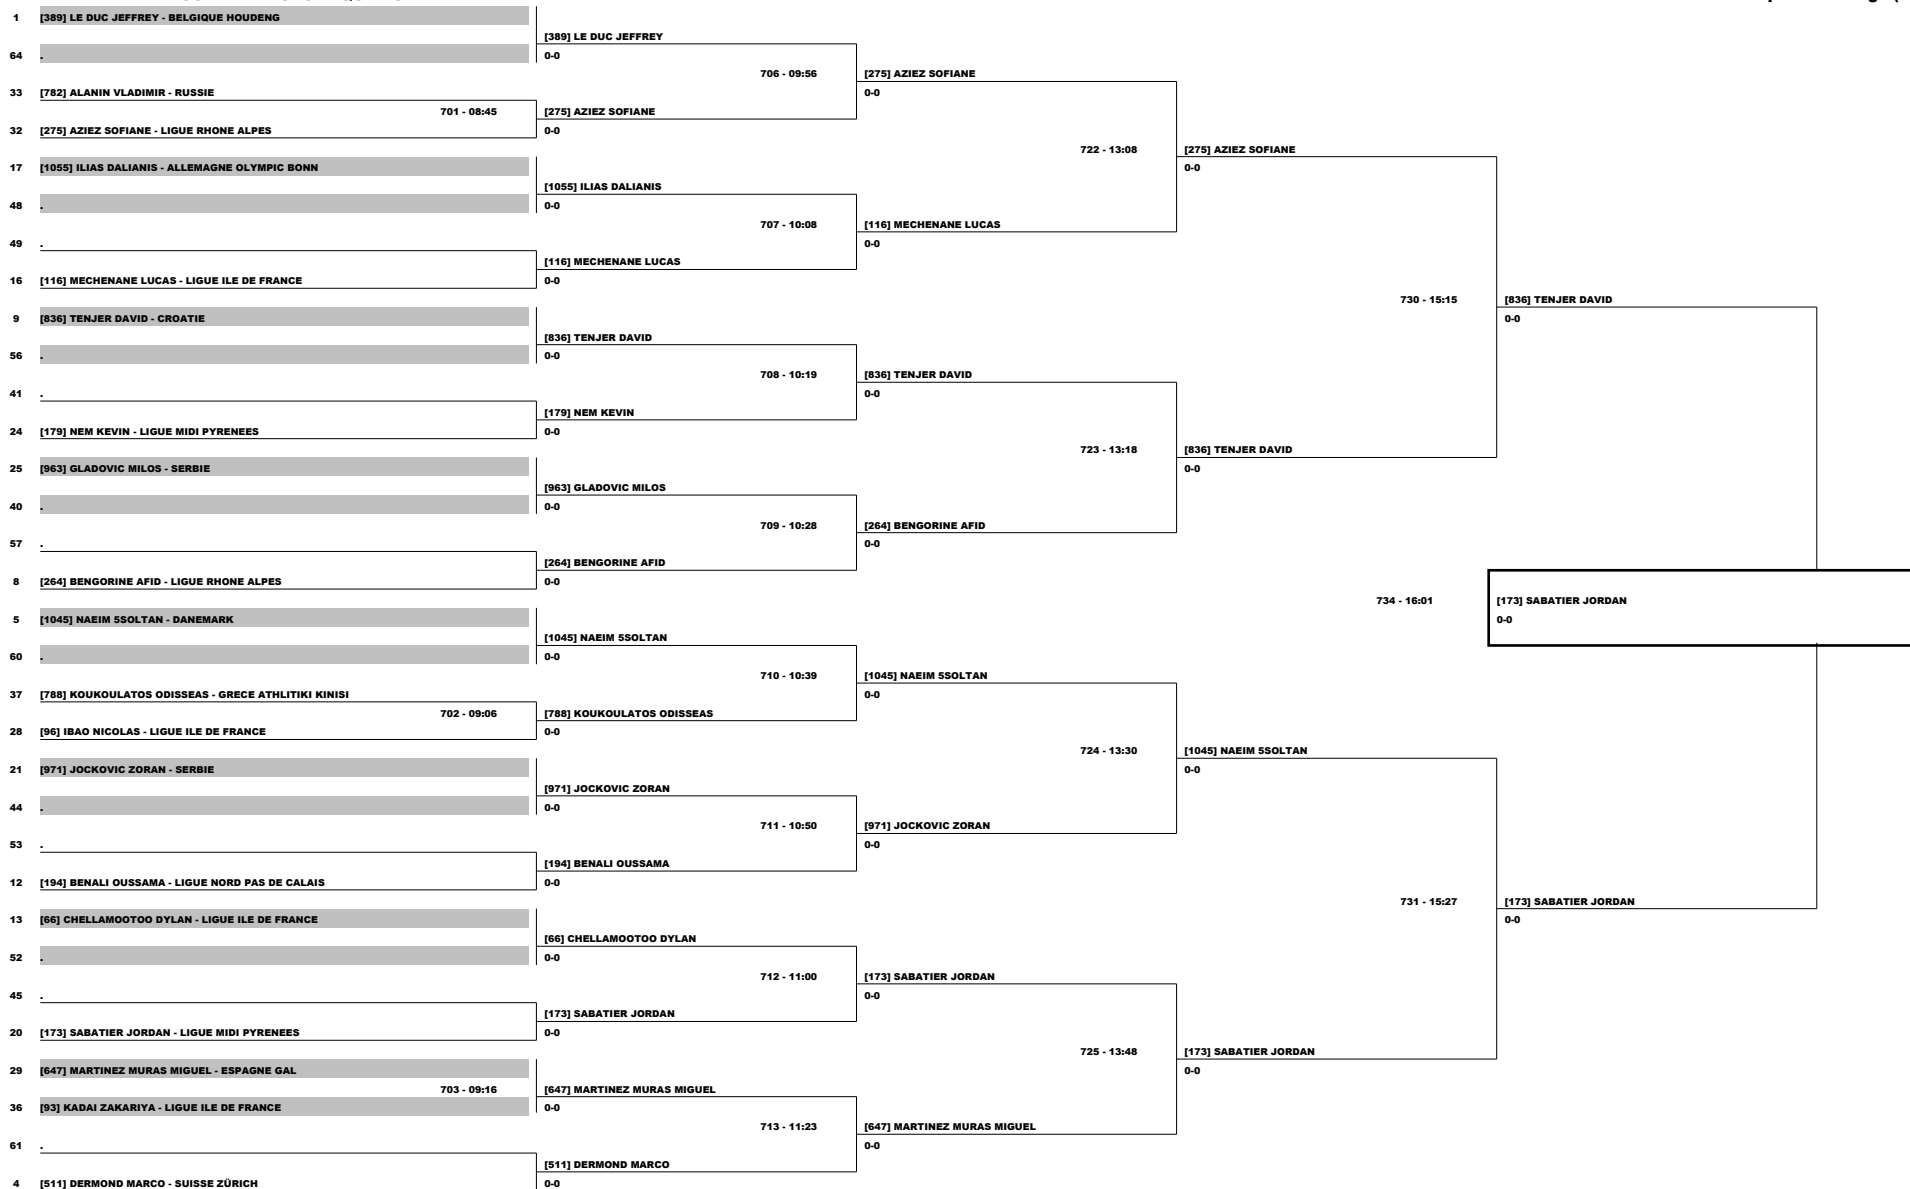 1 [389] LE DUC JEFFREY - BELGIQUE HOUDENG
[389] LE DUC JEFFREY
64 . 0-0
706 - 09:56 [275] AZIEZ SOFIANE
33 [782] ALANIN VLADIMIR - RUSSIE 0-0
701 - 08:45 [275] AZIEZ SOFIANE
32 [275] AZIEZ SOFIANE - LIGUE RHONE ALPES 0-0
722 - 13:08 [275] AZIEZ SOFIANE
17 [1055] ILIAS DALIANIS - ALLEMAGNE OLYMPIC BONN 0-0
[1055] ILIAS DALIANIS
48 . 0-0
707 - 10:08 [116] MECHENANE LUCAS
49 . 0-0
[116] MECHENANE LUCAS
16 [116] MECHENANE LUCAS - LIGUE ILE DE FRANCE 0-0
730 - 15:15 [836] TENJER DAVID
9 [836] TENJER DAVID - CROATIE 0-0
[836] TENJER DAVID
56 . 0-0
708 - 10:19 [836] TENJER DAVID
41 . 0-0
[179] NEM KEVIN
24 [179] NEM KEVIN - LIGUE MIDI PYRENEES 0-0
723 - 13:18 [836] TENJER DAVID
25 [963] GLADOVIC MILOS - SERBIE 0-0
[963] GLADOVIC MILOS
40 . 0-0
709 - 10:28 [264] BENGORINE AFID
57 . 0-0
[264] BENGORINE AFID
8 [264] BENGORINE AFID - LIGUE RHONE ALPES 0-0
734 - 16:01 [173] SABATIER JORDAN
5 [1045] NAEIM 5SOLTAN - DANEMARK 0-0
[1045] NAEIM 5SOLTAN
60 . 0-0
710 - 10:39 [1045] NAEIM 5SOLTAN
37 [788] KOUKOULATOS ODISSEAS - GRECE ATHLITIKI KINISI 0-0
702 - 09:06 [788] KOUKOULATOS ODISSEAS
28 [96] IBAO NICOLAS - LIGUE ILE DE FRANCE 0-0
724 - 13:30 [1045] NAEIM 5SOLTAN
21 [971] JOCKOVIC ZORAN - SERBIE 0-0
[971] JOCKOVIC ZORAN
44 . 0-0
711 - 10:50 [971] JOCKOVIC ZORAN
53 . 0-0
[194] BENALI OUSSAMA
12 [194] BENALI OUSSAMA - LIGUE NORD PAS DE CALAIS 0-0
731 - 15:27 [173] SABATIER JORDAN
13 [66] CHELLAMOOTOO DYLAN - LIGUE ILE DE FRANCE 0-0
[66] CHELLAMOOTOO DYLAN
52 . 0-0
712 - 11:00 [173] SABATIER JORDAN
45 . 0-0
[173] SABATIER JORDAN
20 [173] SABATIER JORDAN - LIGUE MIDI PYRENEES 0-0
725 - 13:48 [173] SABATIER JORDAN
29 [647] MARTINEZ MURAS MIGUEL - ESPAGNE GAL 0-0
703 - 09:16 [647] MARTINEZ MURAS MIGUEL
36 [93] KADAI ZAKARIYA - LIGUE ILE DE FRANCE 0-0
713 - 11:23 [647] MARTINEZ MURAS MIGUEL
61 . 0-0
[511] DERMOND MARCO
4 [511] DERMOND MARCO - SUISSE ZÜRICH 0-0